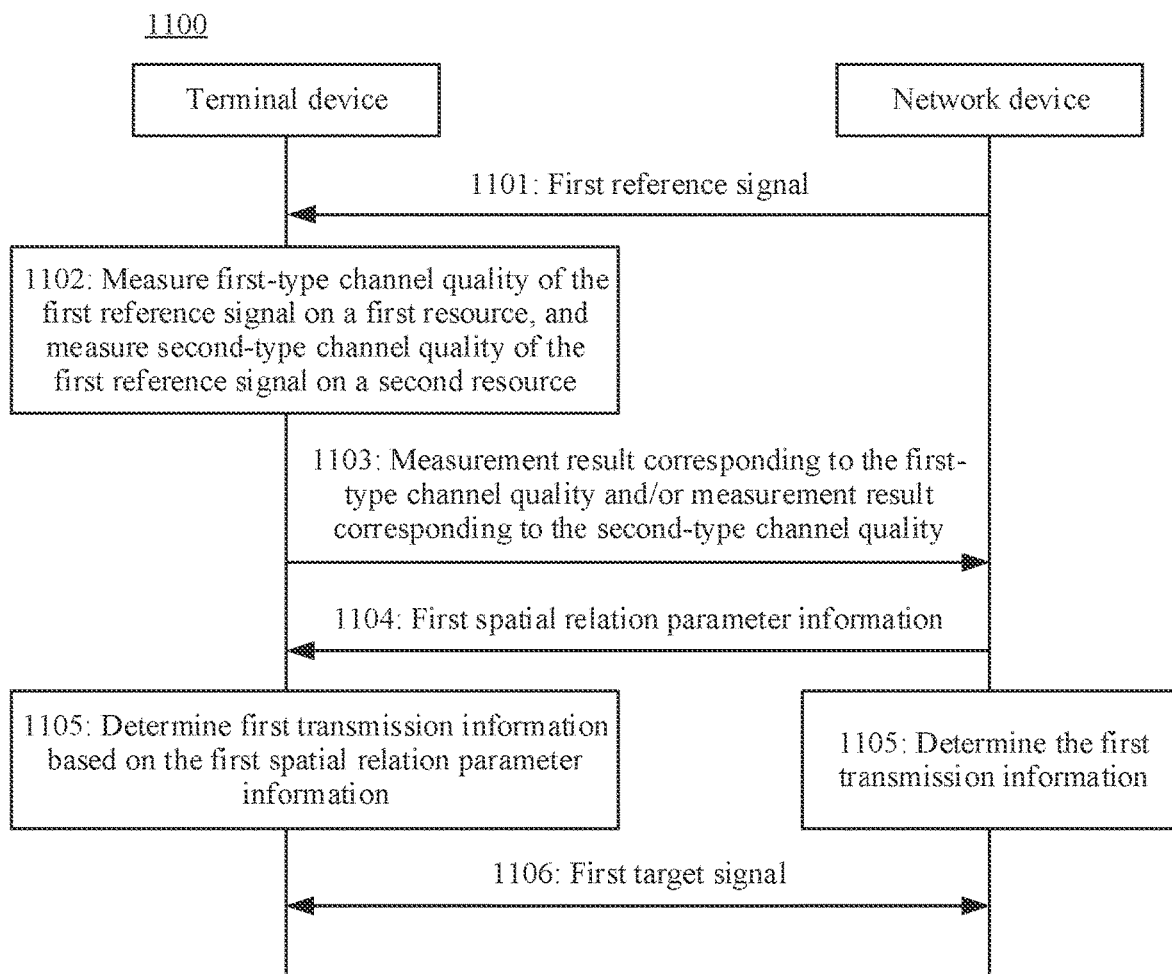 1100
Terminal device
Network device
1101: First reference signal
1102: Measure first-type channel quality of the
first reference signal on a first resource, and
measure second-type channel quality of the
first reference signal on a second resource
1103: Measurement result corresponding to the first-
type channel quality and/or measurement result
corresponding to the second-type channel quality
1104: First spatial relation parameter information
1105: Determine first transmission information
based on the first spatial relation parameter
information
1105: Determine the first
transmission information
1106: First target signal